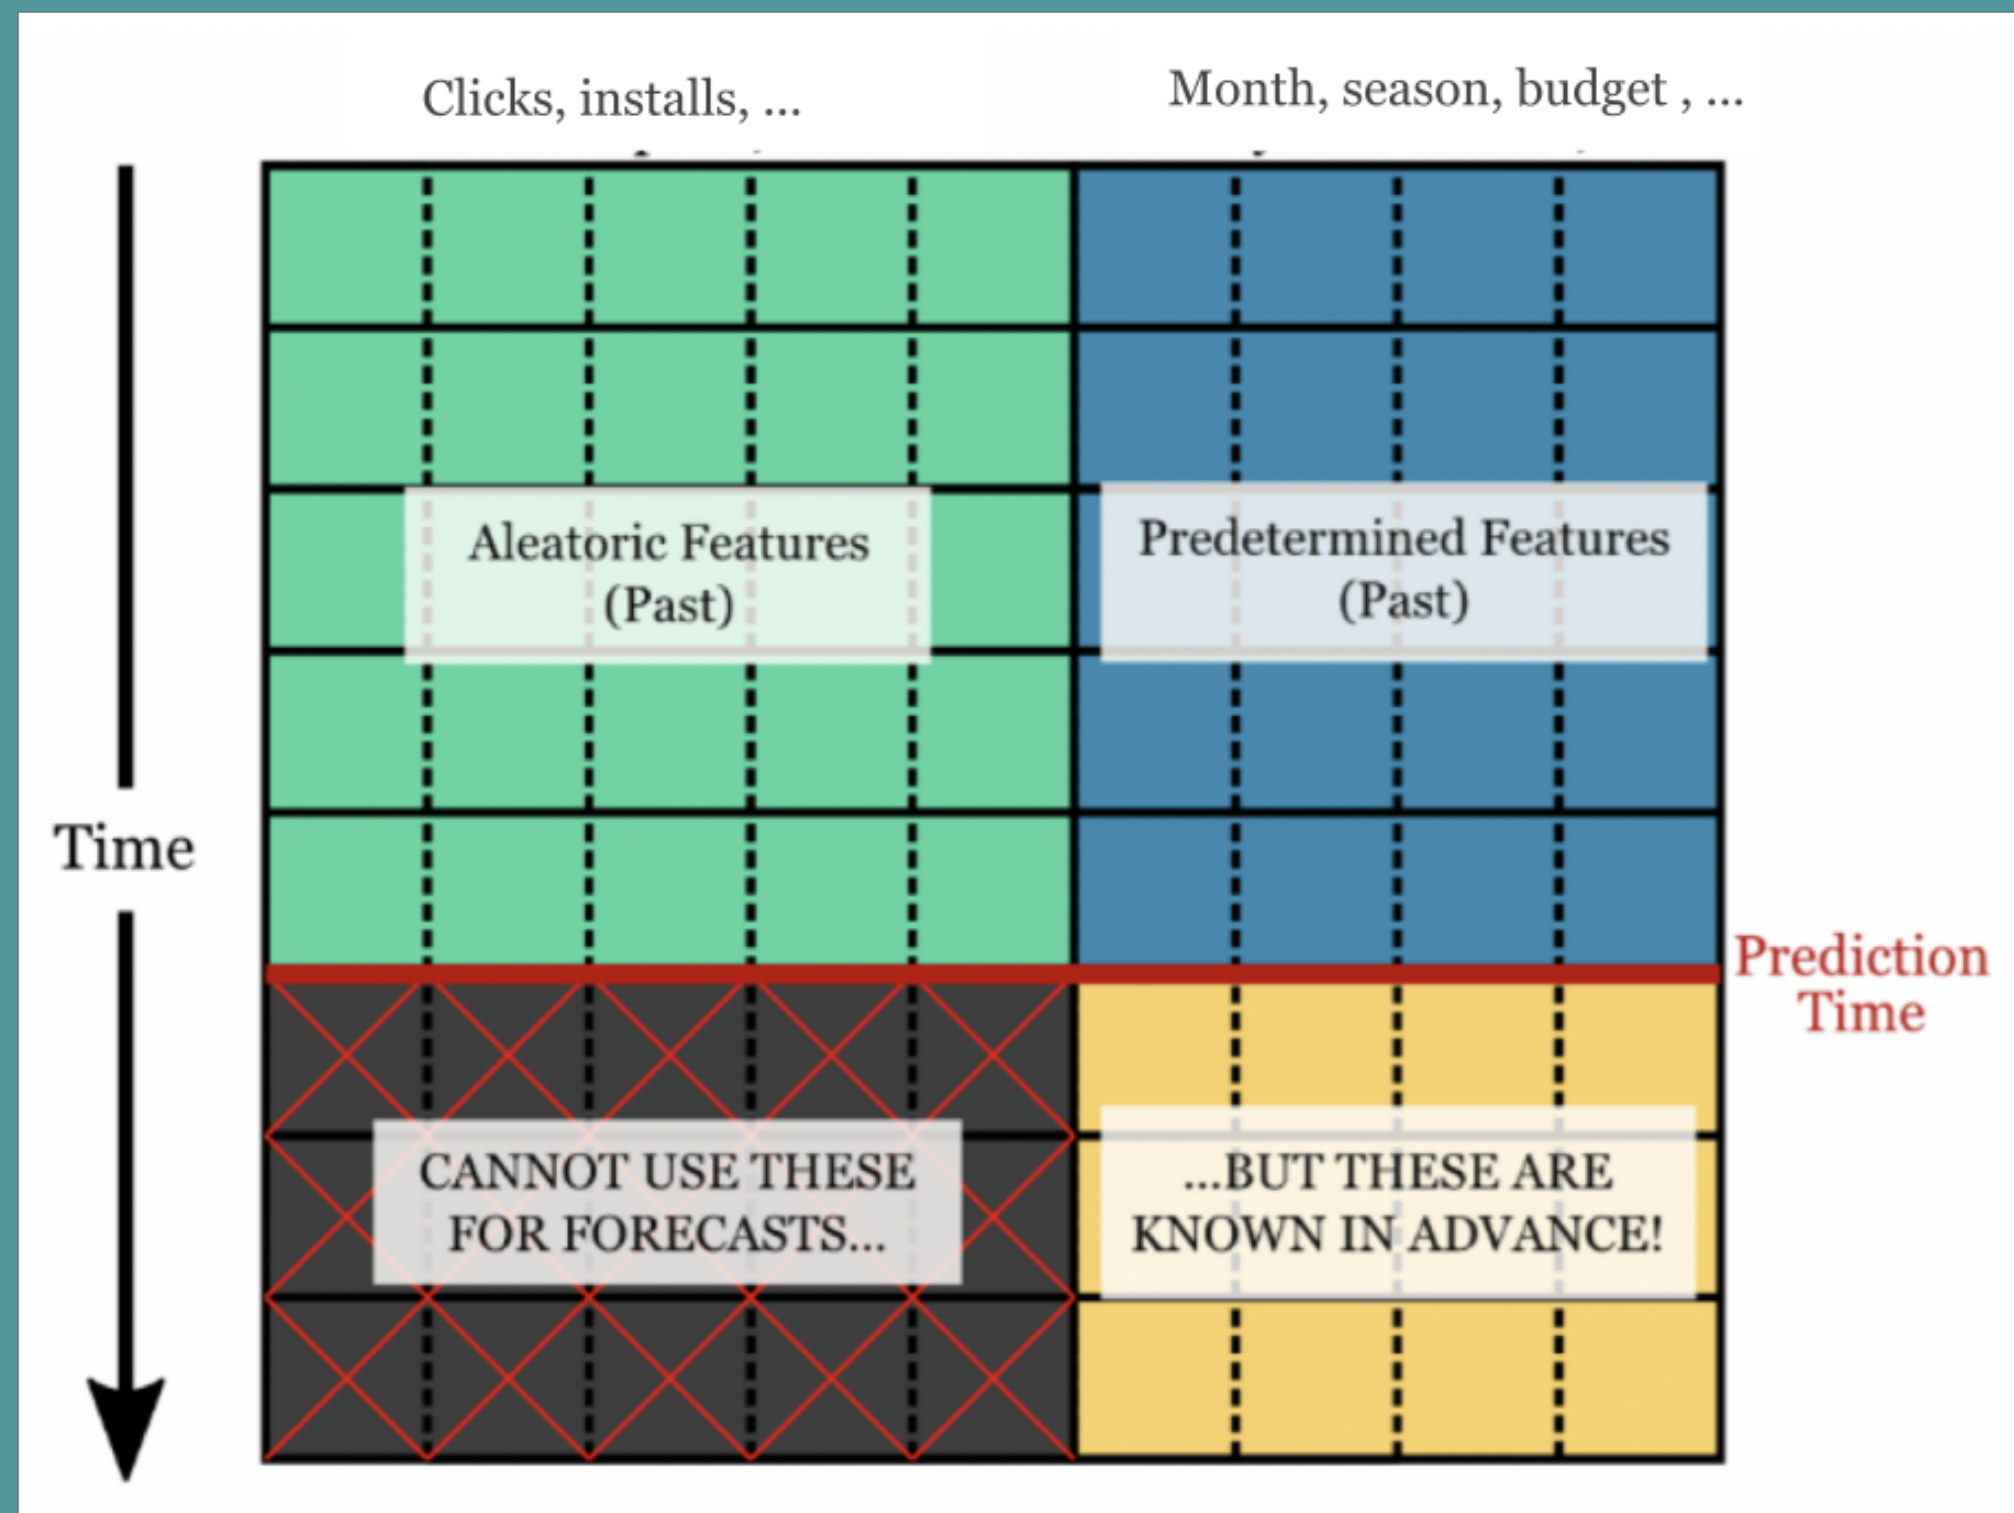 Clicks, installs, ...
Month, season, budget , ...
Aleatoric Features
(Past)
Predetermined Features
(Past)
Time
Prediction
Time
CANNOT USE THESE
FOR FORECASTS...
...BUT THESE ARE
KNOWN IN ADVANCE!